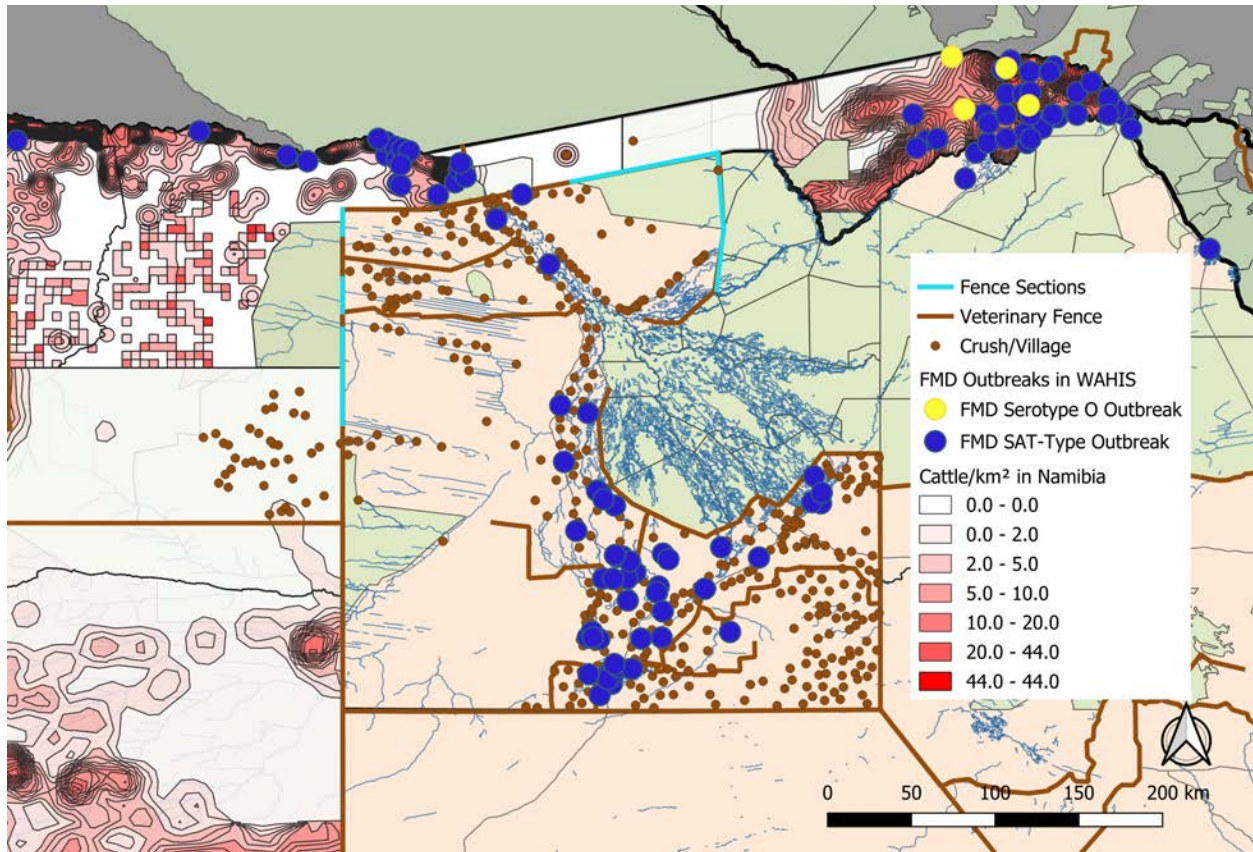 Fence Sections
Veterinary Fence
Crush/Village
FMD Outbreaks in WAHIS
FMD Serotype O Outbreak
FMD SAT-Type Outbreak
Cattle/km² in Namibia
0.0 - 0.0
0.0 - 2.0
2.0 - 5.0
5.0 - 10.0
10.0 - 20.0
20.0 - 44.0
44.0 - 44.0
0 50 100 150 200 km